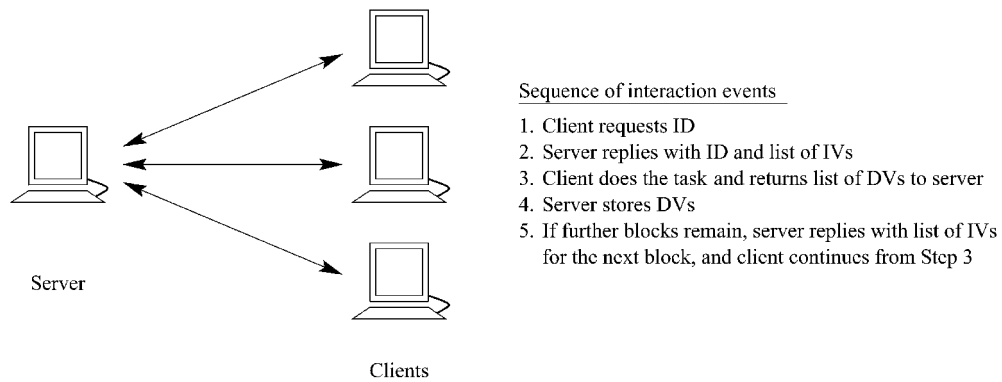 Sequence of interaction events
1. Client requests ID
2. Server replies with ID and list of IVs
3. Client does the task and returns list of DVs to server
4. Server stores DVs
5. If further blocks remain, server replies with list of IVs
for the next block, and client continues from Step 3
Server
Clients